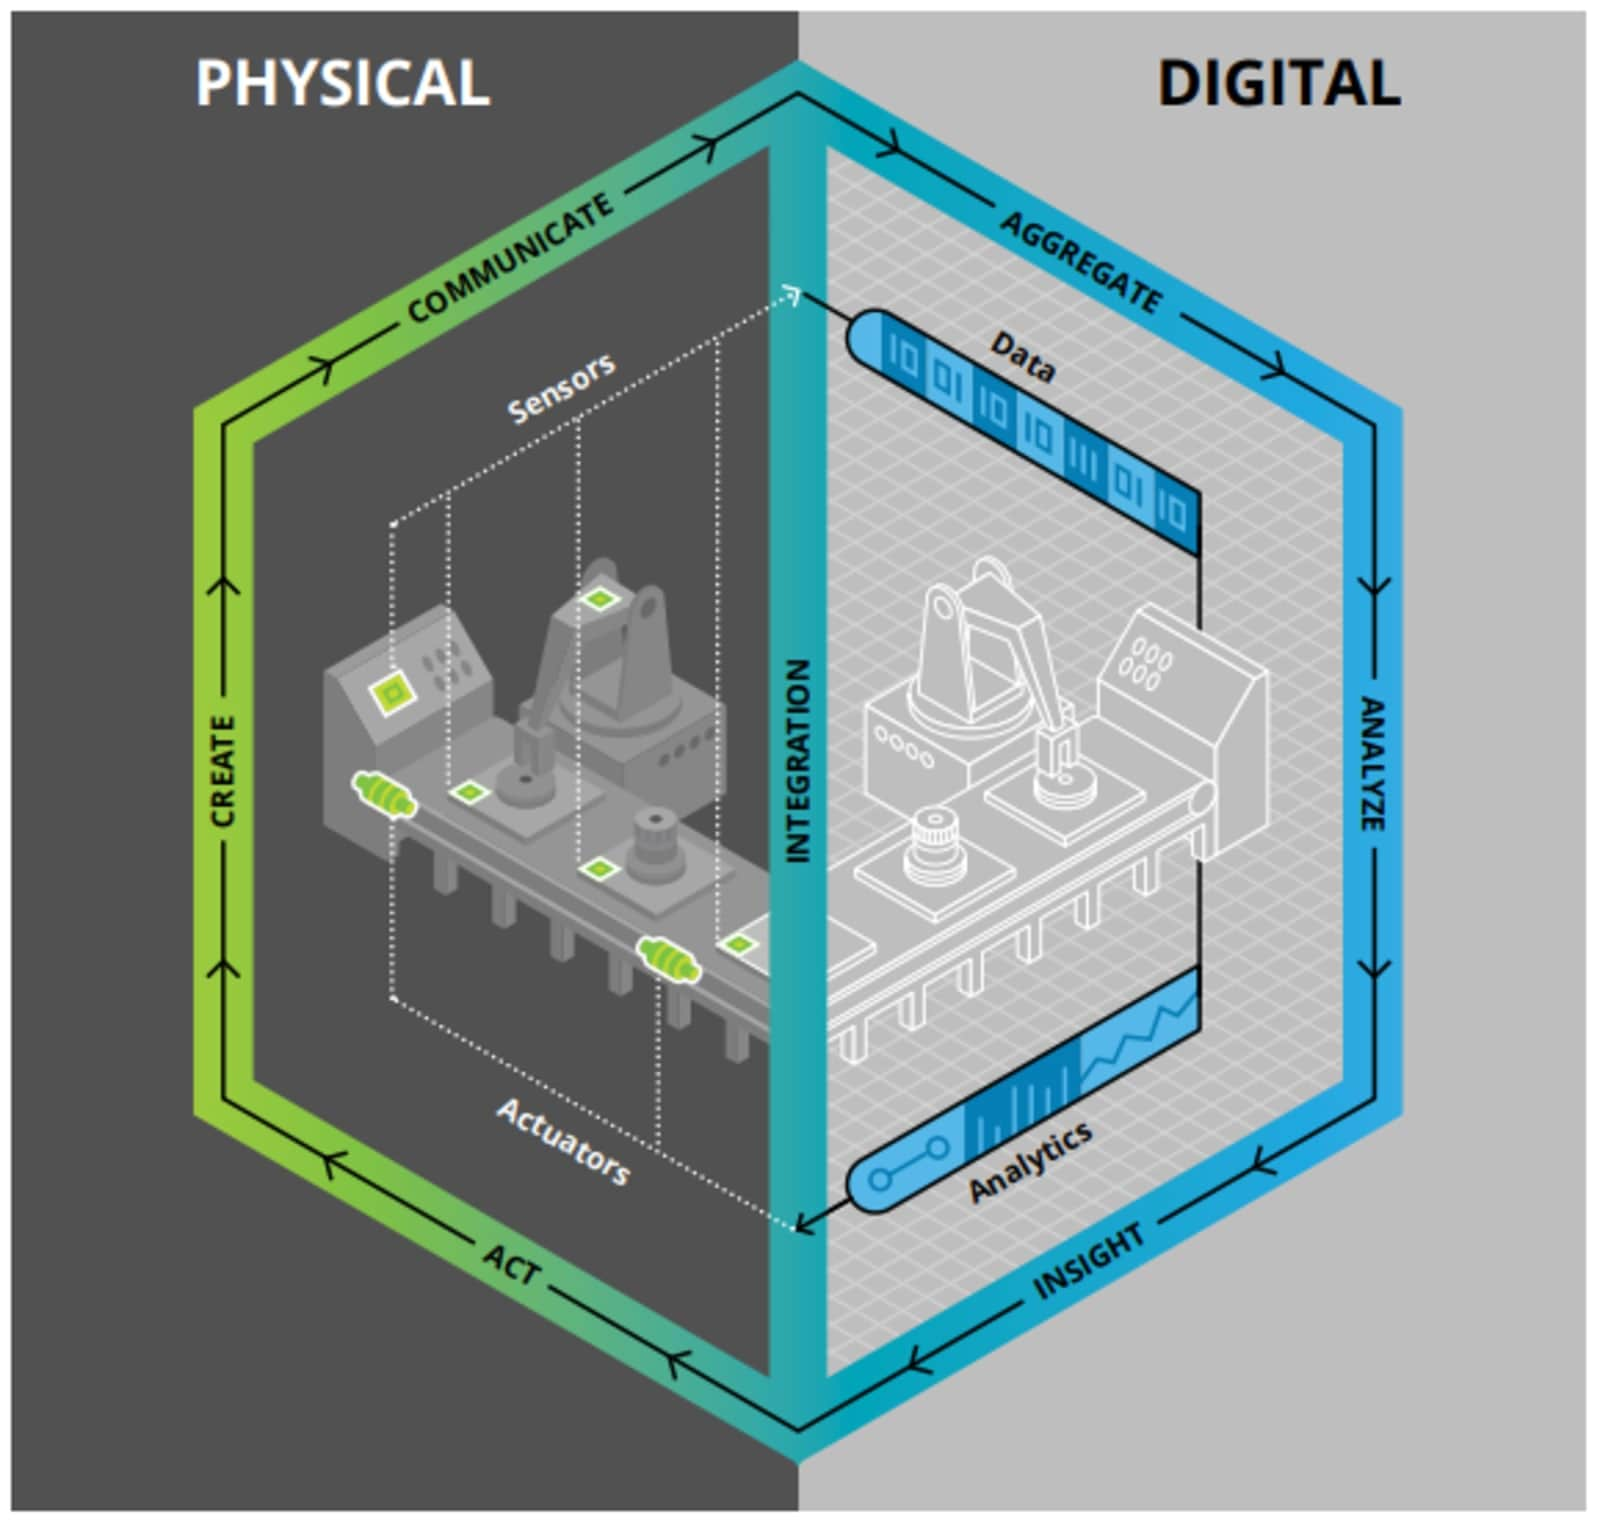 PHYSICAL
DIGITAL
COMMUNICATE
AGGREGATE
Sensors
Data
10 01 10 10 111 01 10
CREATE
INTEGRATION
ANALYZE
Actuators
Analytics
ACT
INSIGHT